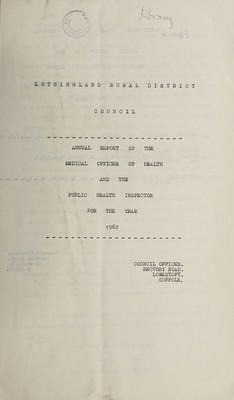 Library
LOTHINGLAND RURAL DISTRICT
COUNCIL
ANNUAL REPORT OF THE
MEDICAL OFFICER OF HEALTH
AND THE
PUBLIC HEALTH INSPECTOR
FOR THE YEAR
1962
COUNCIL OFFICES,
RECTORY ROAD,
LOWESTOFT,
SUFFOLK.